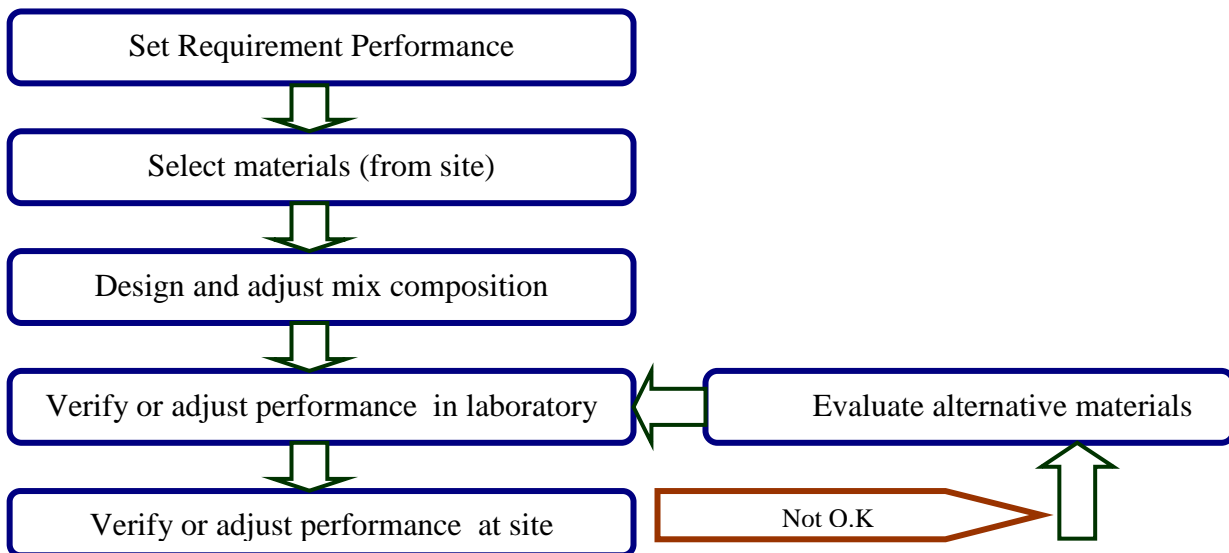 Set Requirement Performance
Select materials (from site)
Design and adjust mix composition
Verify or adjust performance in laboratory
Evaluate alternative materials
Verify or adjust performance at site
Not O.K